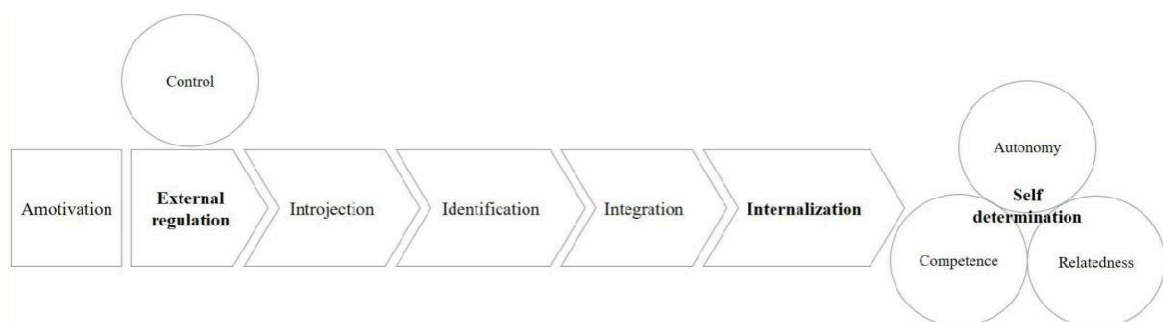 Control
Amotivation
External
regulation
Introjection
Identification
Integration
Internalization
Autonomy
Self
determination
Competence
Relatedness